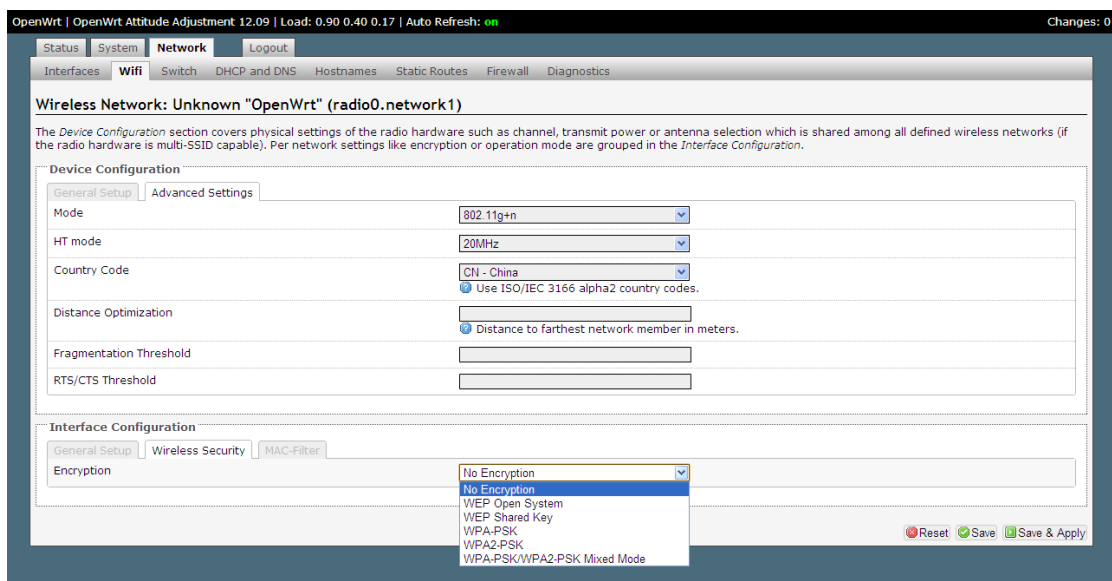 OpenWrt | OpenWrt Attitude Adjustment 12.09 | Load: 0.90 0.40 0.17 | Auto Refresh: on Changes: 0
Status System Network Logout
Interfaces Wifi Switch DHCP and DNS Hostnames Static Routes Firewall Diagnostics
Wireless Network: Unknown "OpenWrt" (radio0.network1)
The Device Configuration section covers physical settings of the radio hardware such as channel, transmit power or antenna selection which is shared among all defined wireless networks (if
the radio hardware is multi-SSID capable). Per network settings like encryption or operation mode are grouped in the Interface Configuration.
Device Configuration
General Setup Advanced Settings
Mode 802.11g+n
HT mode 20MHz
Country Code CN - China
Use ISO/IEC 3166 alpha2 country codes.
Distance Optimization
Distance to farthest network member in meters.
Fragmentation Threshold
RTS/CTS Threshold
Interface Configuration
General Setup Wireless Security MAC-Filter
Encryption No Encryption
No Encryption
WEP Open System
WEP Shared Key
WPA-PSK
WPA2-PSK
WPA-PSK/WPA2-PSK Mixed Mode
Reset Save Save & Apply